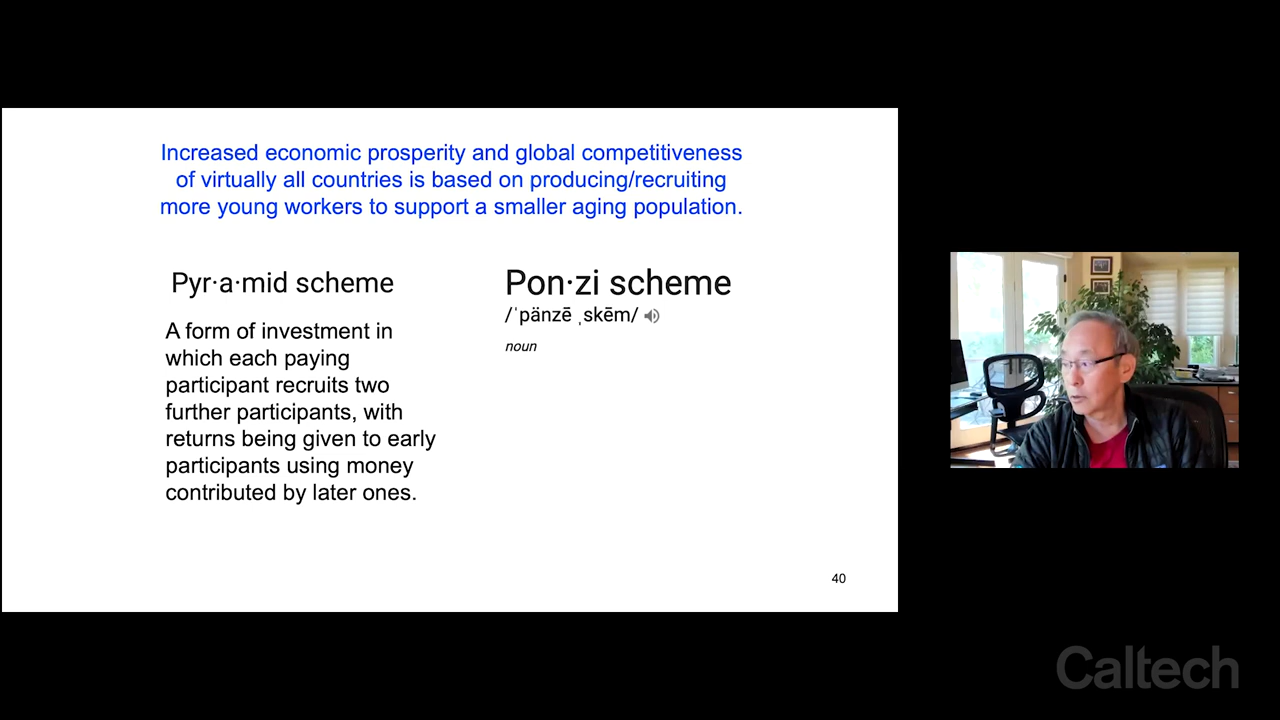 Increased economic prosperity and global competitiveness
of virtually all countries is based on producing/recruiting
more young workers to support a smaller aging population.
Pyr·a·mid scheme
A form of investment in
which each paying
participant recruits two
further participants, with
returns being given to early
participants using money
contributed by later ones.
Pon·zi scheme
/ˈpänzē ˌskēm/
noun
40
Caltech